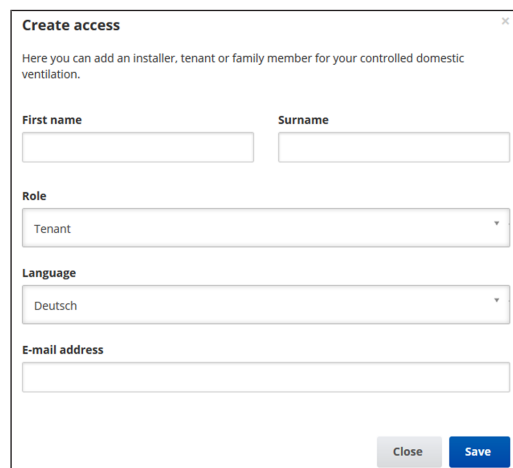 Create access
×
Here you can add an installer, tenant or family member for your controlled domestic
ventilation.
First name
Surname
Role
Tenant
Language
Deutsch
E-mail address
Close
Save